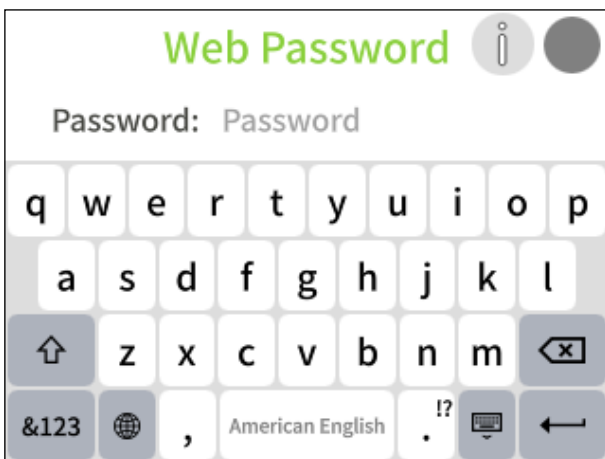 Web Password i
Password: Password
q w e r t y u i o p
a s d f g h j k l
z x c v b n m
&123 , American English . !?